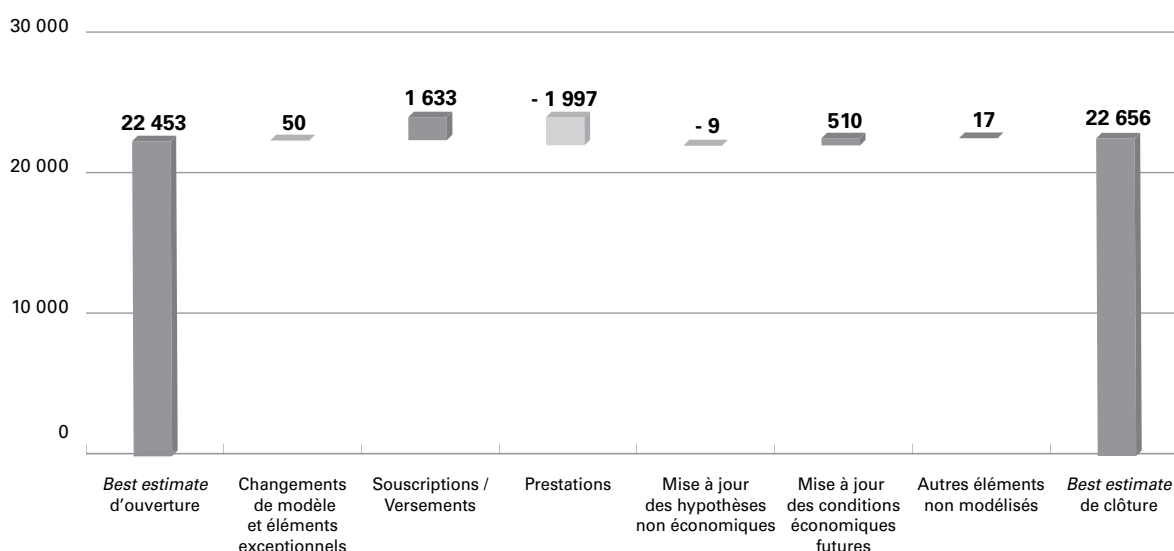 30 000
20 000
10 000
0
22 453
50
1 633
- 1 997
- 9
510
17
22 656
Best estimate
d’ouverture
Changements
de modèle
et éléments
exceptionnels
Souscriptions /
Versements
Prestations
Mise à jour
des hypothèses
non économiques
Mise à jour
des conditions
économiques
futures
Autres éléments
non modélisés
Best estimate
de clôture